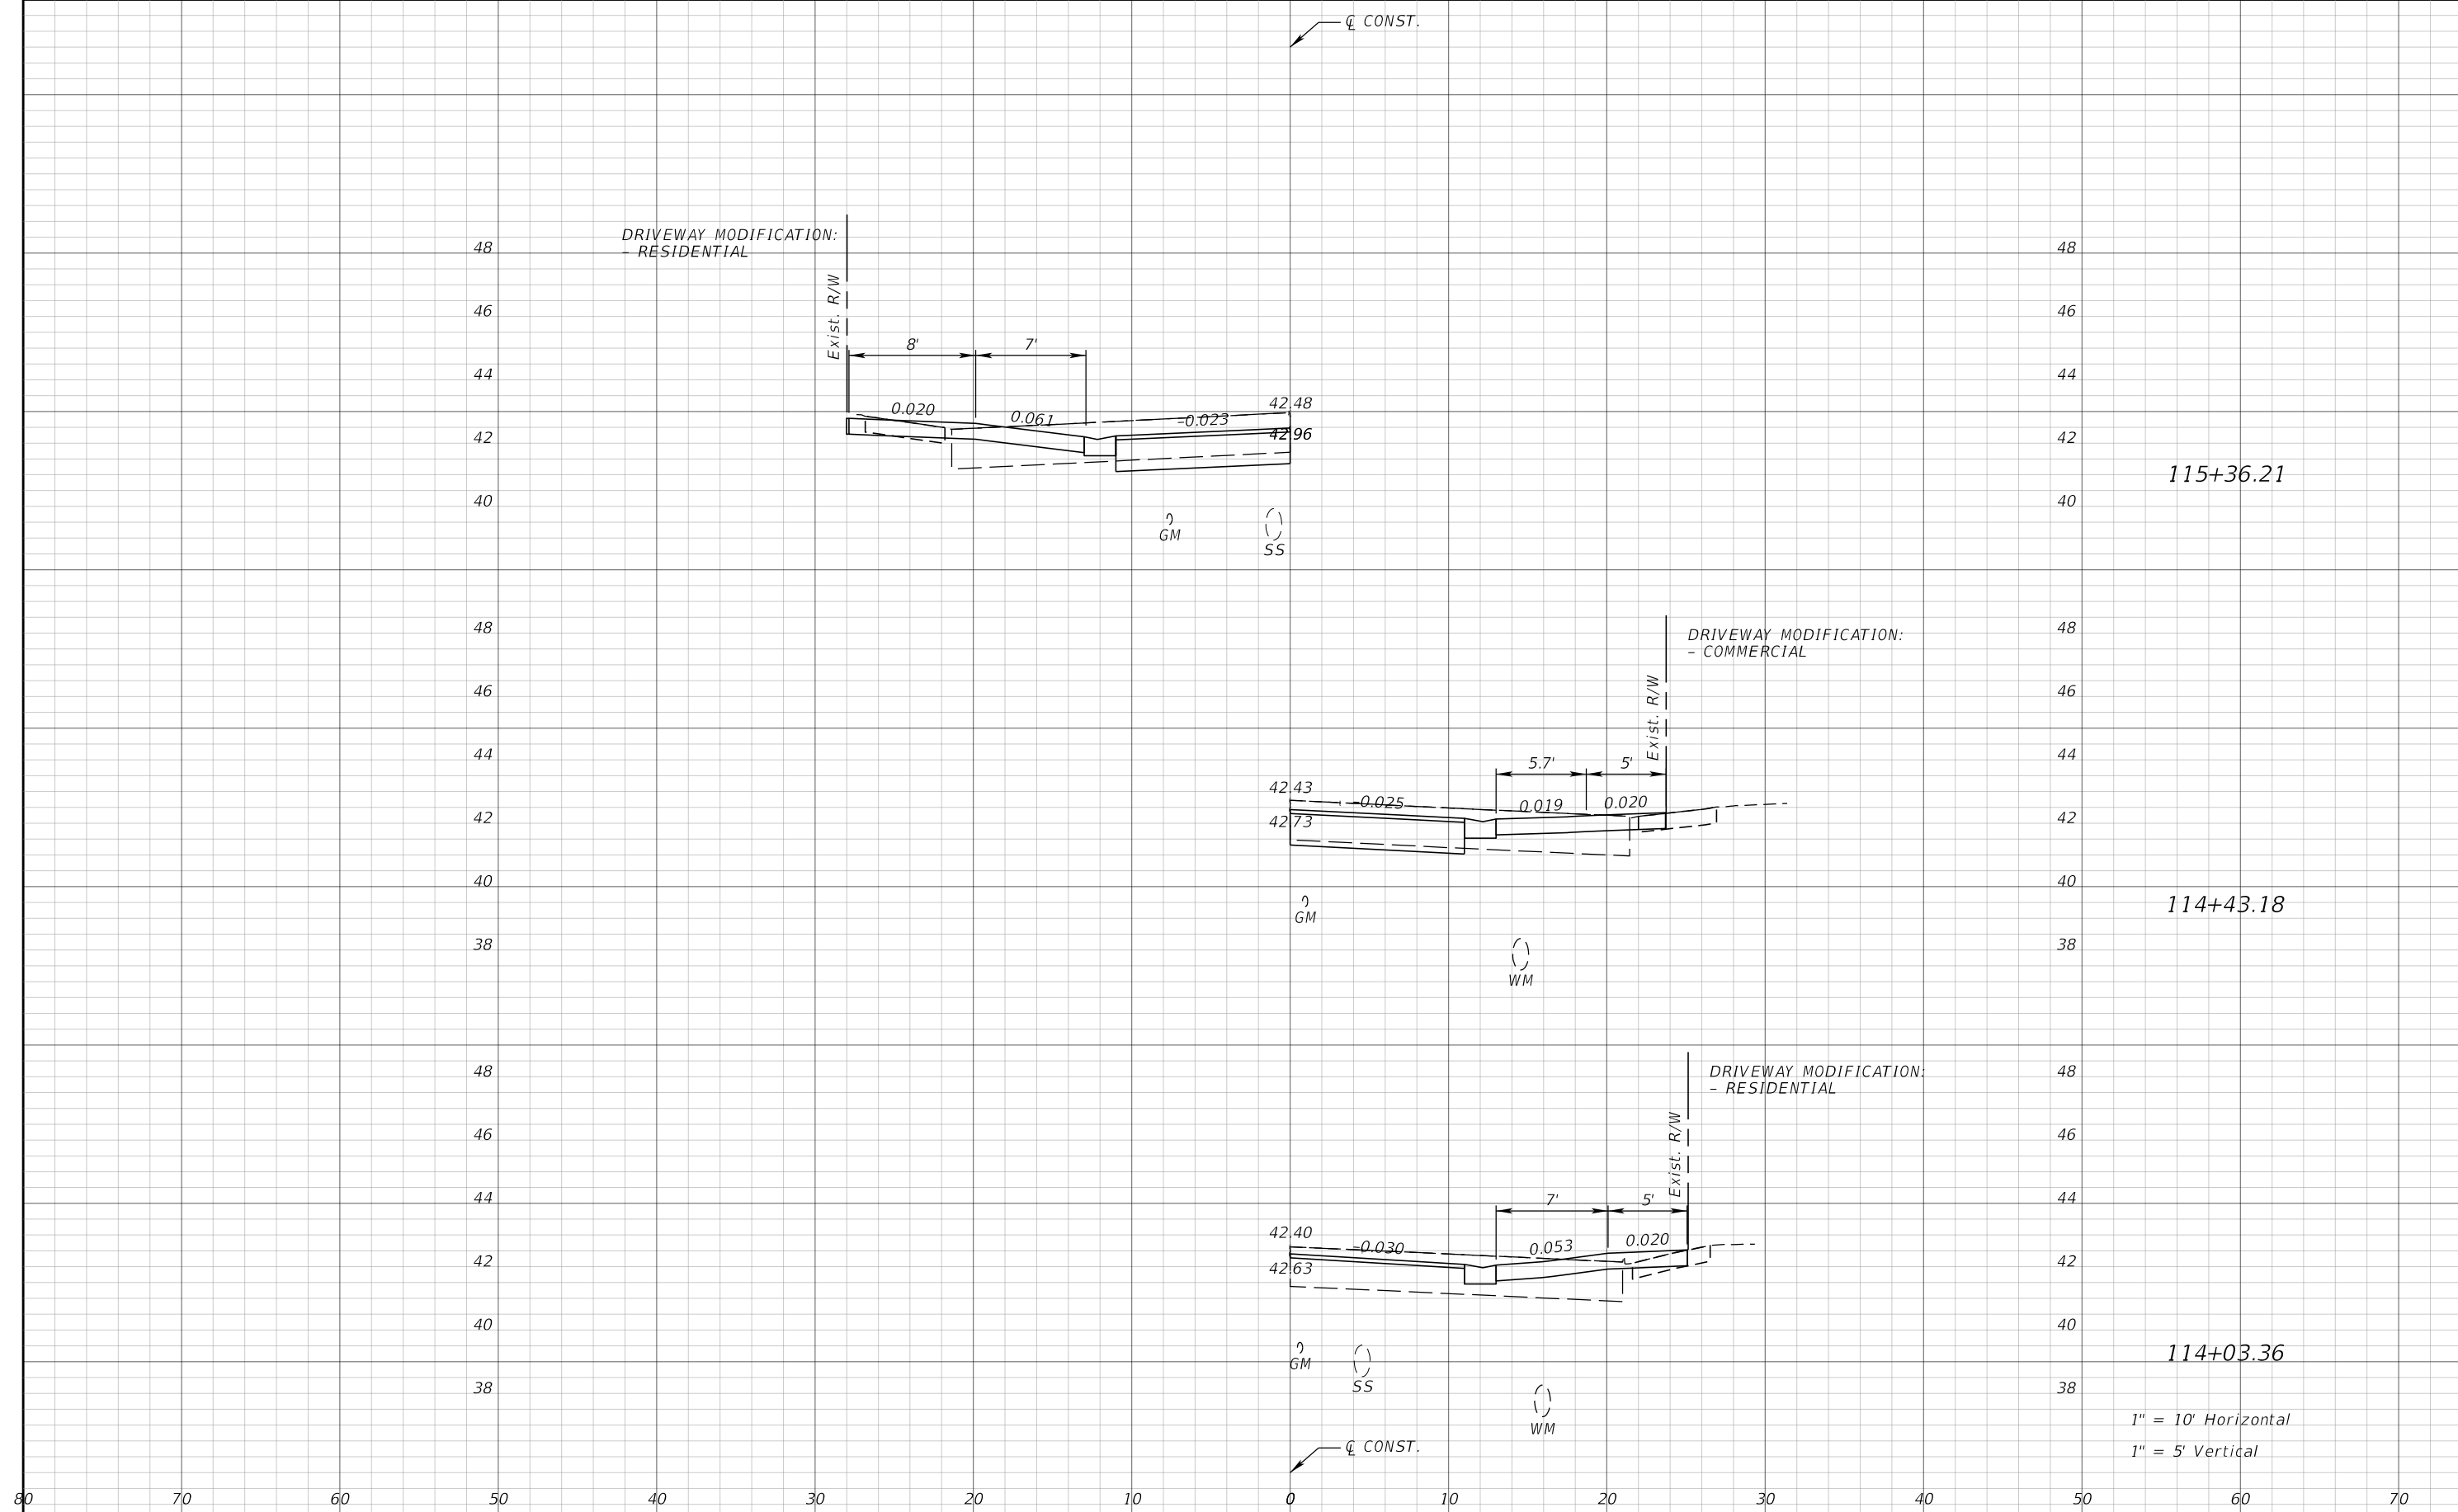 ℄ CONST.
DRIVEWAY MODIFICATION:
– RESIDENTIAL
Exist. R/W
48 48
46 46
8' 7'
44 44
0.020 0.061 –0.023 42.48
42 42.96 42
115+36.21
40 40
GM SS
48 48
DRIVEWAY MODIFICATION:
– COMMERCIAL
Exist. R/W
46 46
44 5.7' 5' 44
42.43 –0.025 0.019 0.020
42 42.73 42
40 40
114+43.18
GM
38 38
WM
48 48
DRIVEWAY MODIFICATION:
– RESIDENTIAL
Exist. R/W
46 46
44 7' 5' 44
42.40 –0.030 0.053 0.020
42 42.63 42
40 40
114+03.36
GM SS
38 38
WM
1" = 10' Horizontal
℄ CONST.
1" = 5' Vertical
80 70 60 50 40 30 20 10 0 10 20 30 40 50 60 70